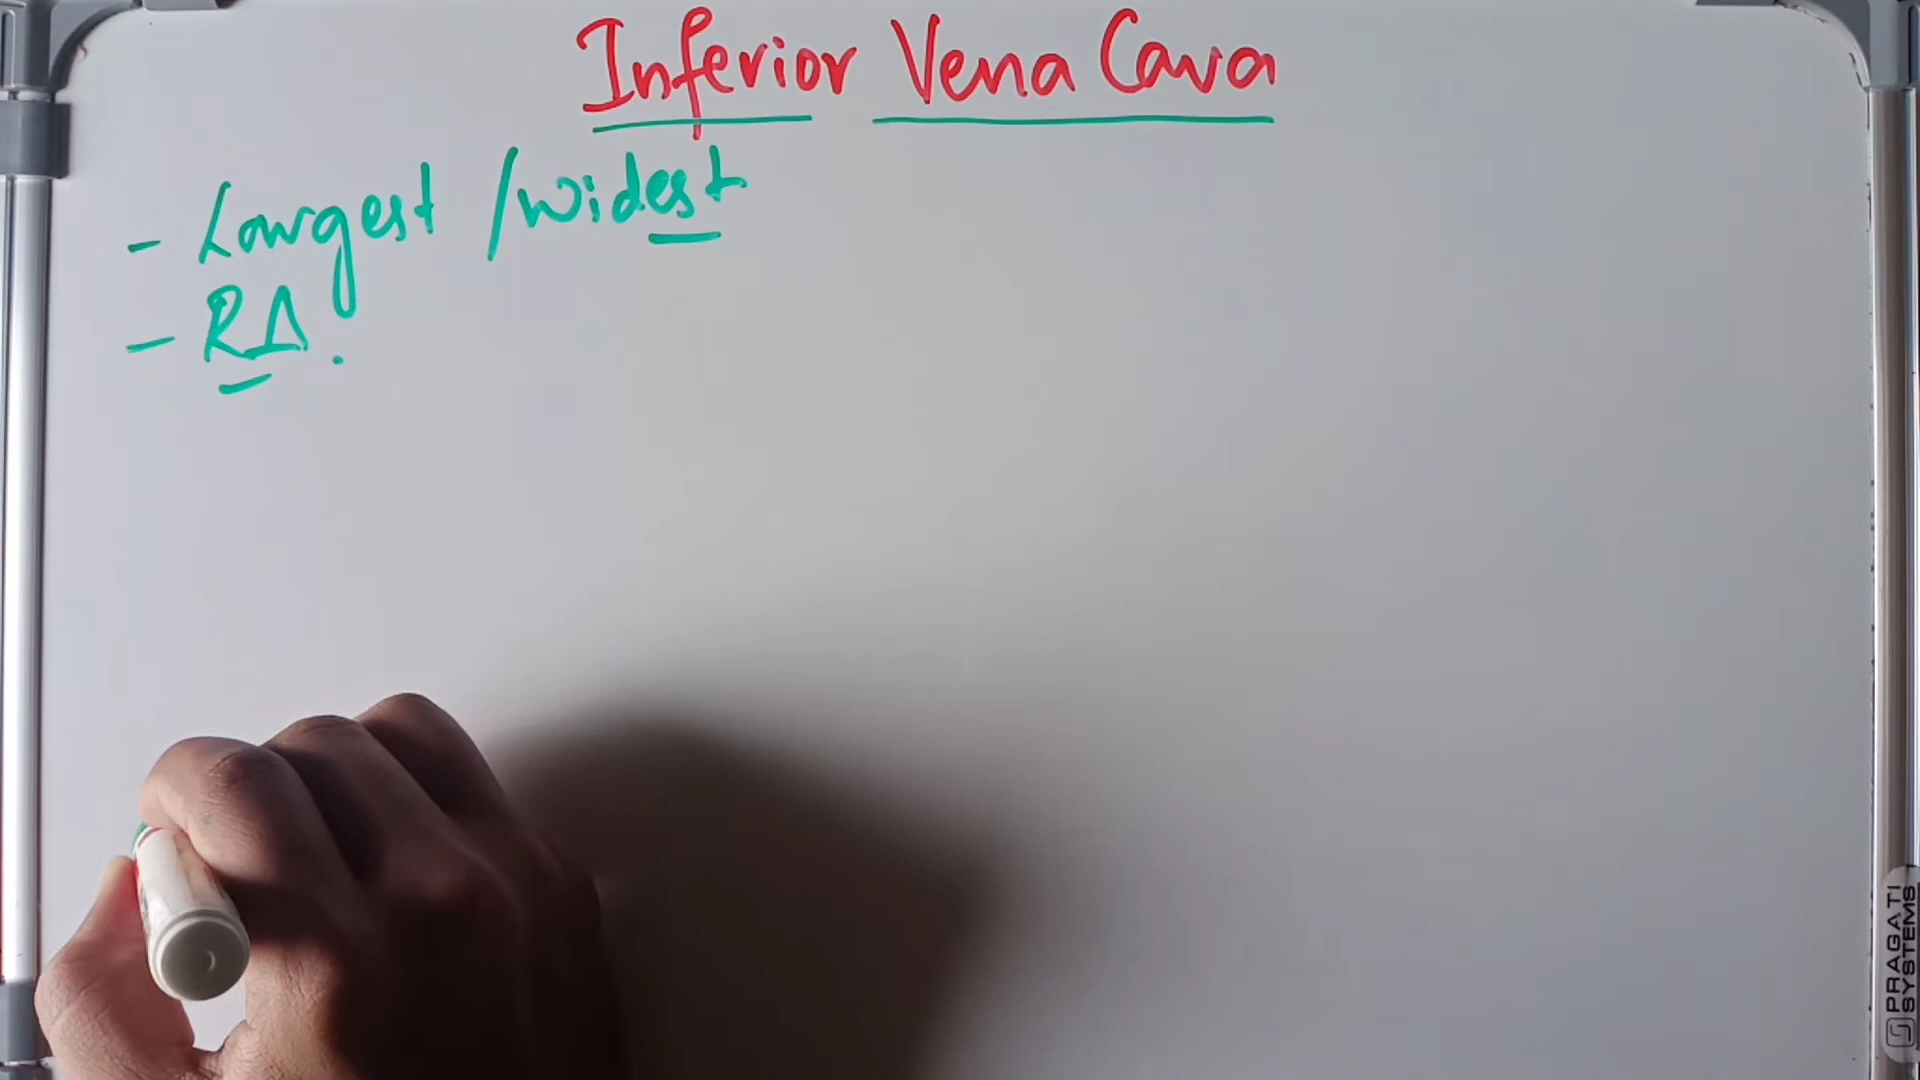 Inferior Vena Cava
- Largest / widest
- RA.
PRAGATI
SYSTEMS